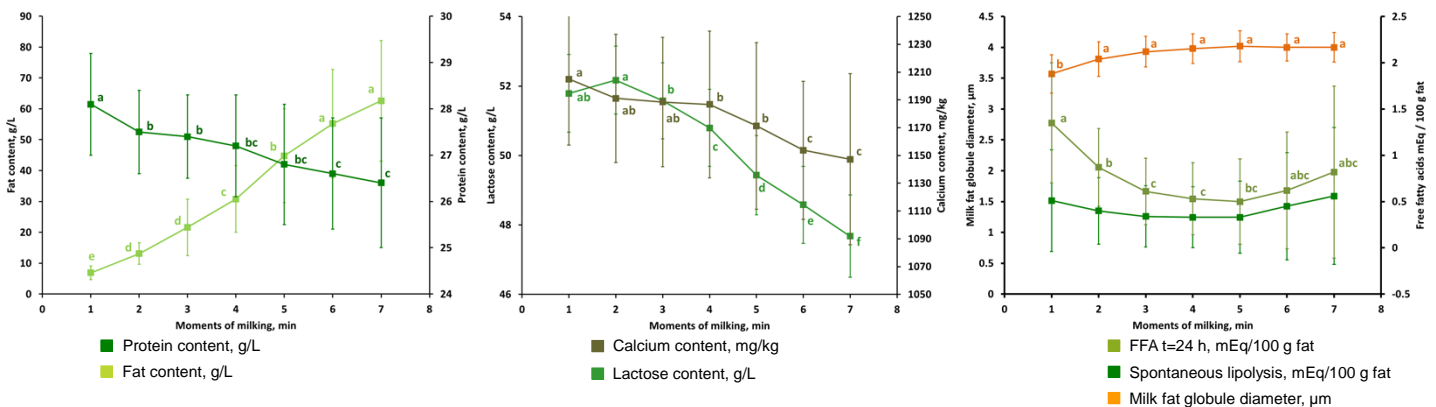 Fat content, g/L
90
80
70
60
50
40
30
20
10
0
a
b
b
bc
bc
c
c
e
d
d
c
b
a
a
30
29
28
27
26
25
24
Protein content, g/L
0 1 2 3 4 5 6 7 8
Moments of milking, min
Protein content, g/L
Fat content, g/L
Lactose content, g/L
54
52
50
48
46
a
ab
ab
b
b
c
c
ab
a
b
c
d
e
f
1250
1230
1210
1190
1170
1150
1130
1110
1090
1070
1050
Calcium content, mg/kg
0 1 2 3 4 5 6 7 8
Moments of milking, min
Calcium content, mg/kg
Lactose content, g/L
Milk fat globule diameter, µm
4.5
4
3.5
3
2.5
2
1.5
1
0.5
0
b
a
a
a
a
a
a
a
b
c
c
bc
abc
abc
2.5
2
1.5
1
0.5
0
-0.5
Free fatty acids mEq / 100 g fat
0 1 2 3 4 5 6 7 8
Moments of milking, min
FFA t=24 h, mEq/100 g fat
Spontaneous lipolysis, mEq/100 g fat
Milk fat globule diameter, µm